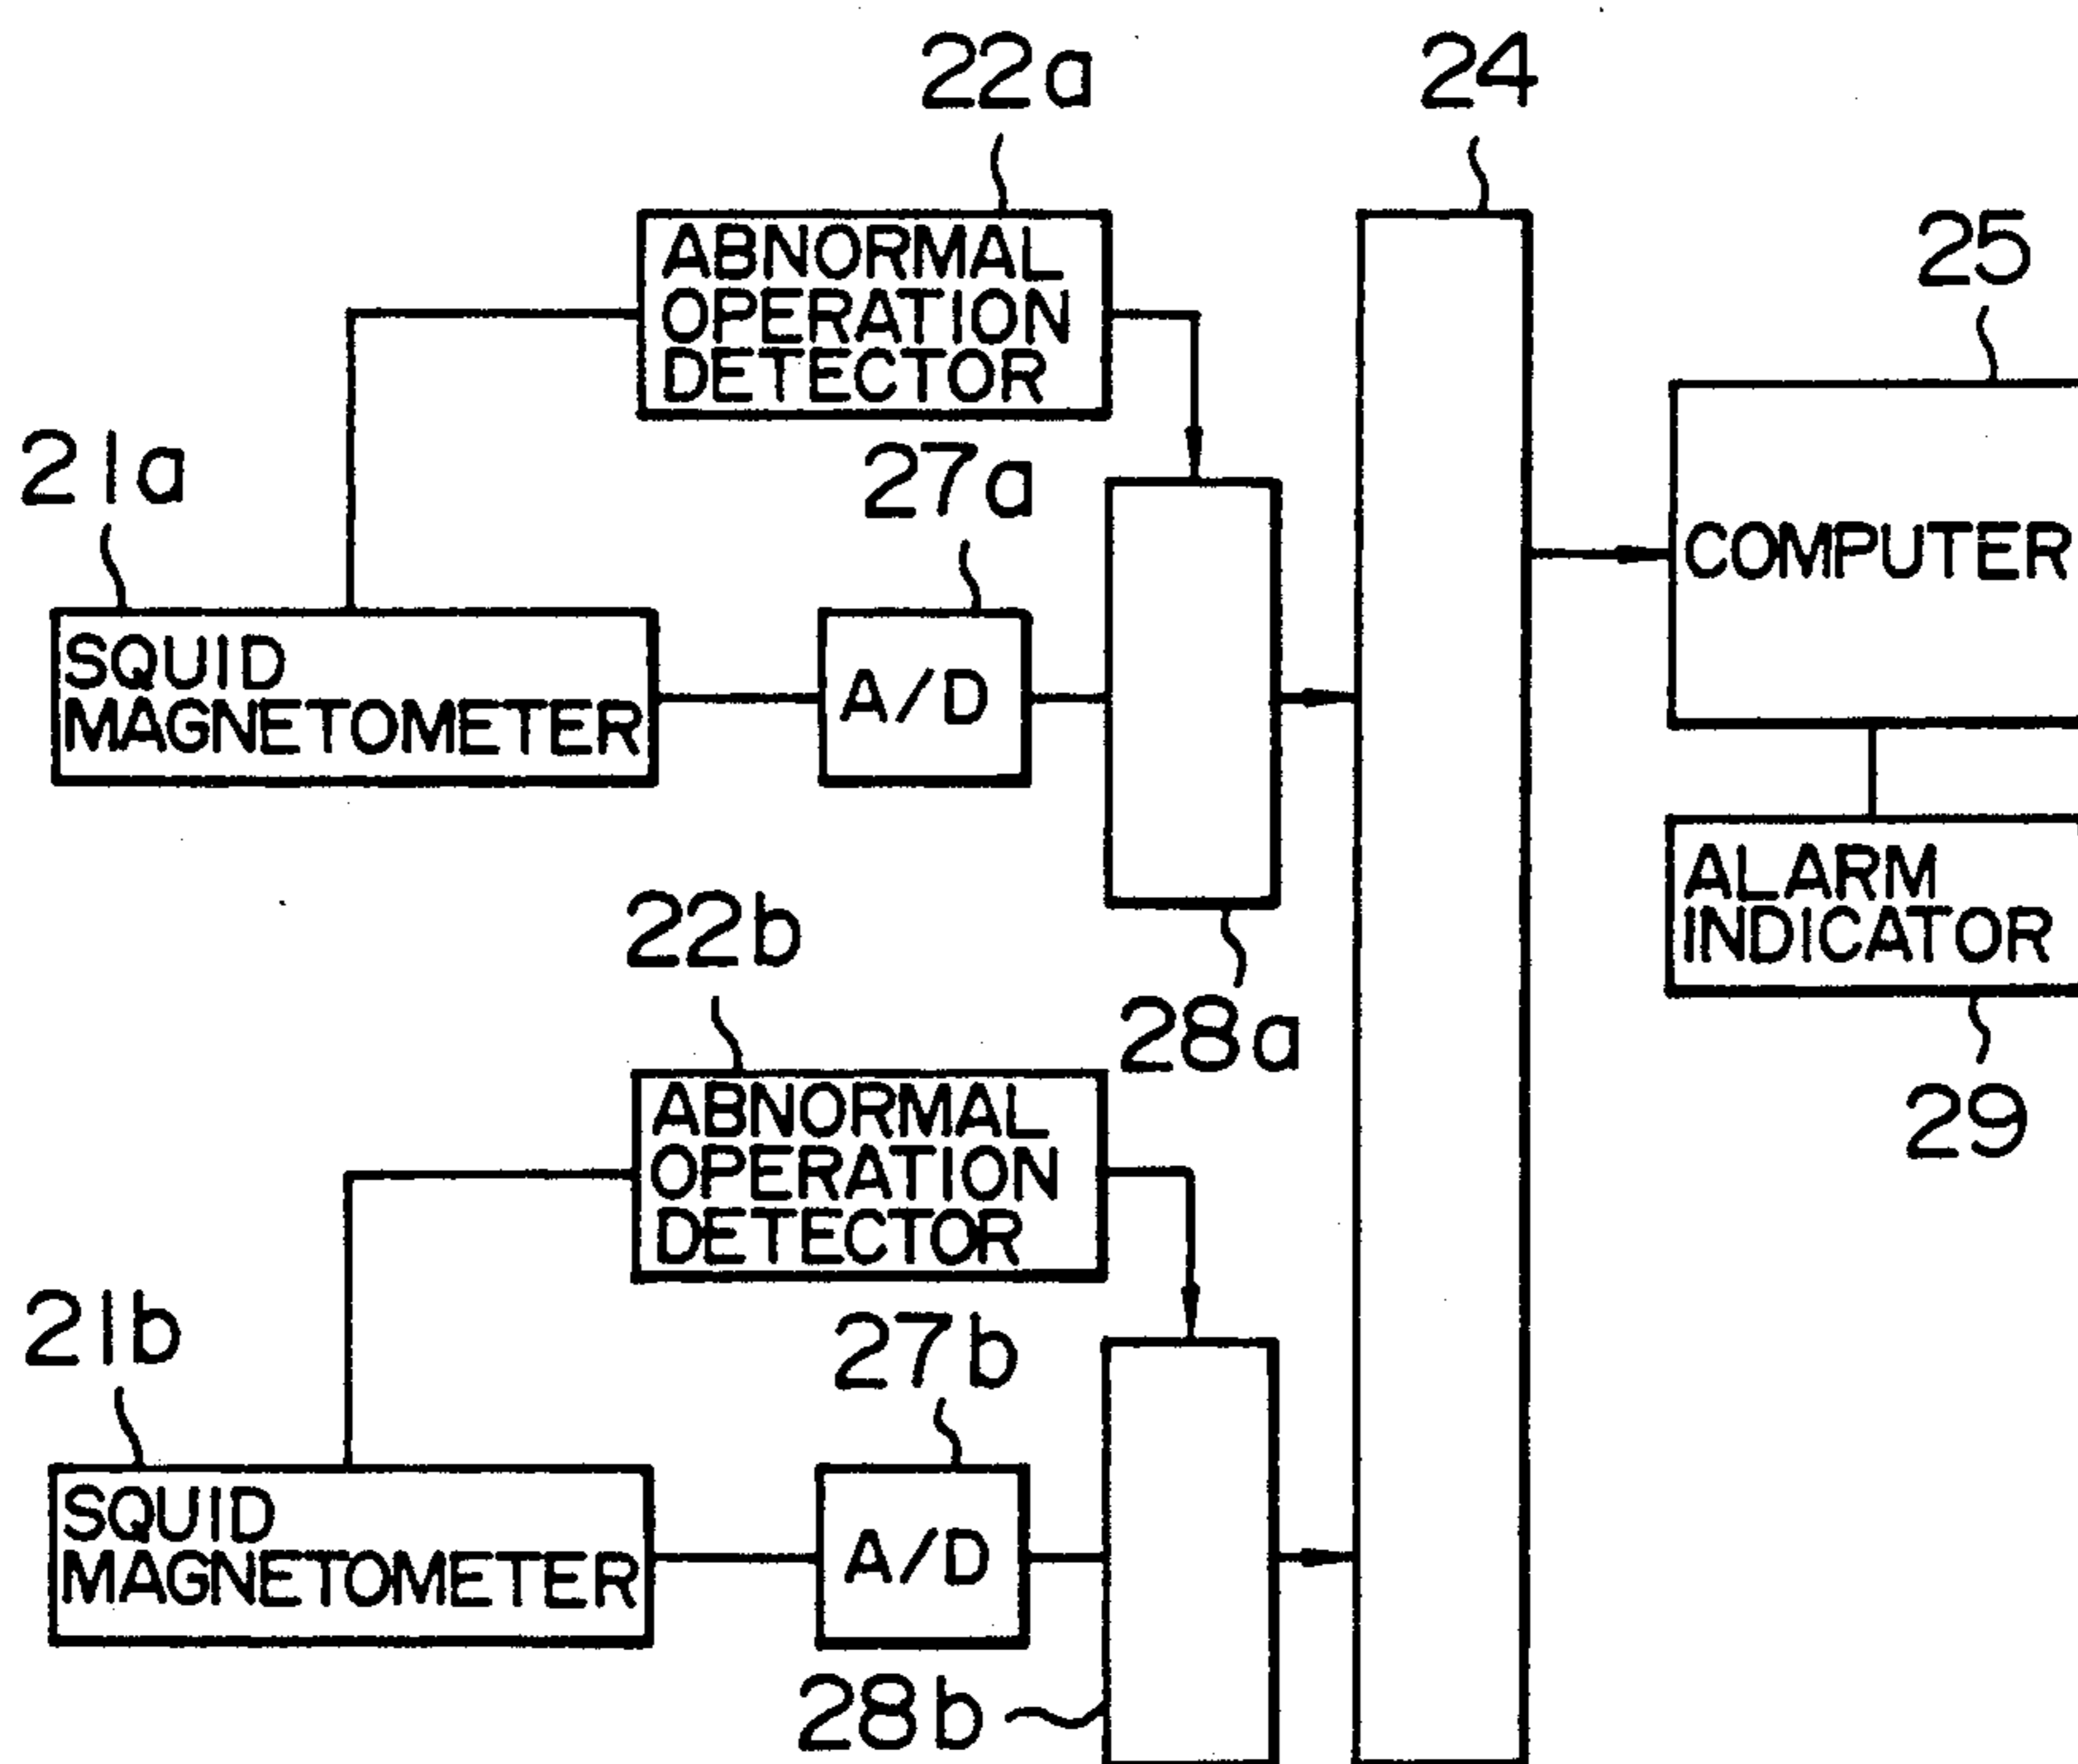 22a
24
ABNORMAL
OPERATION
DETECTOR
25
21a
27a
COMPUTER
SQUID
MAGNETOMETER
A/D
ALARM
INDICATOR
22b
28a
29
ABNORMAL
OPERATION
DETECTOR
21b
27b
SQUID
MAGNETOMETER
A/D
28b